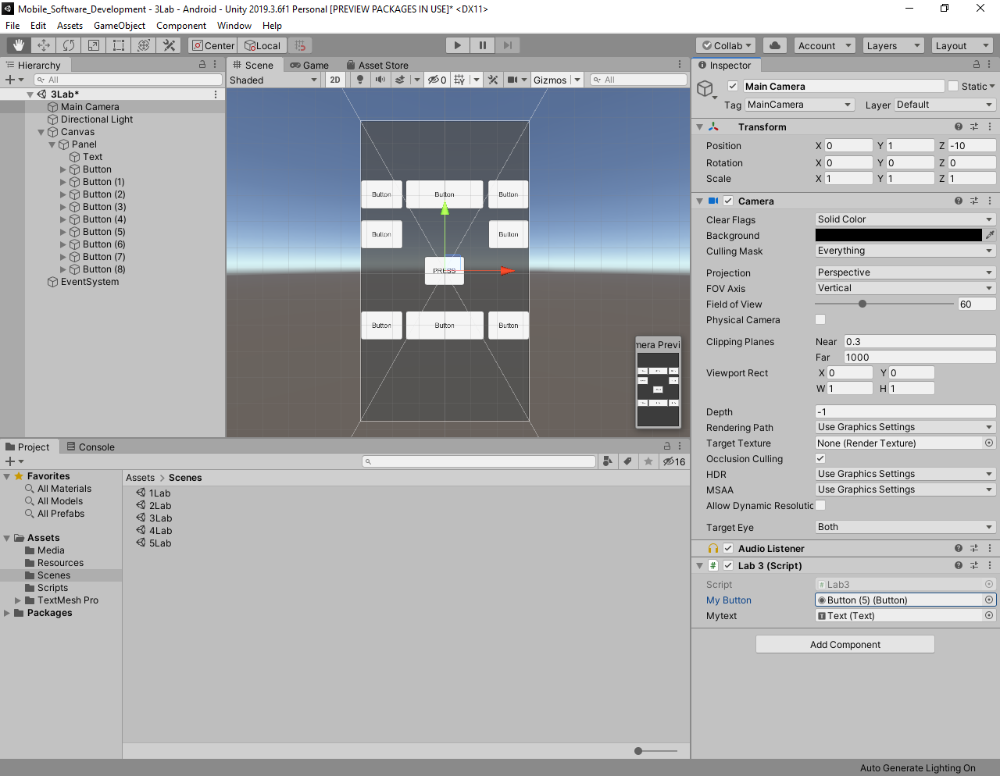 Mobile_Software_Development - 3Lab - Android - Unity 2019.3.6f1 Personal [PREVIEW PACKAGES IN USE]* <DX11>
File Edit Assets GameObject Component Window Help
Center Local Collab Account Layers Layout
Hierarchy
All
3Lab*
Main Camera
Directional Light
Canvas
Panel
Text
Button
Button (1)
Button (2)
Button (3)
Button (4)
Button (5)
Button (6)
Button (7)
Button (8)
EventSystem
Scene Game Asset Store
Shaded 2D 0 Gizmos All
Button Button Button
Button Button
PRESS
Button Button Button
mera Previ
Inspector
Main Camera Static
Tag MainCamera Layer Default
Transform
Position X 0 Y 1 Z -10
Rotation X 0 Y 0 Z 0
Scale X 1 Y 1 Z 1
Camera
Clear Flags Solid Color
Background
Culling Mask Everything
Projection Perspective
FOV Axis Vertical
Field of View 60
Physical Camera
Clipping Planes Near 0.3
Far 1000
Viewport Rect X 0 Y 0
W 1 H 1
Depth -1
Rendering Path Use Graphics Settings
Target Texture None (Render Texture)
Occlusion Culling
HDR Use Graphics Settings
MSAA Use Graphics Settings
Allow Dynamic Resolutic
Target Eye Both
Audio Listener
# Lab 3 (Script)
Script # Lab3
My Button Button (5) (Button)
Mytext T Text (Text)
Add Component
Project Console
16
Favorites
All Materials
All Models
All Prefabs
Assets
Media
Resources
Scenes
Scripts
TextMesh Pro
Packages
Assets > Scenes
1Lab
2Lab
3Lab
4Lab
5Lab
Auto Generate Lighting On